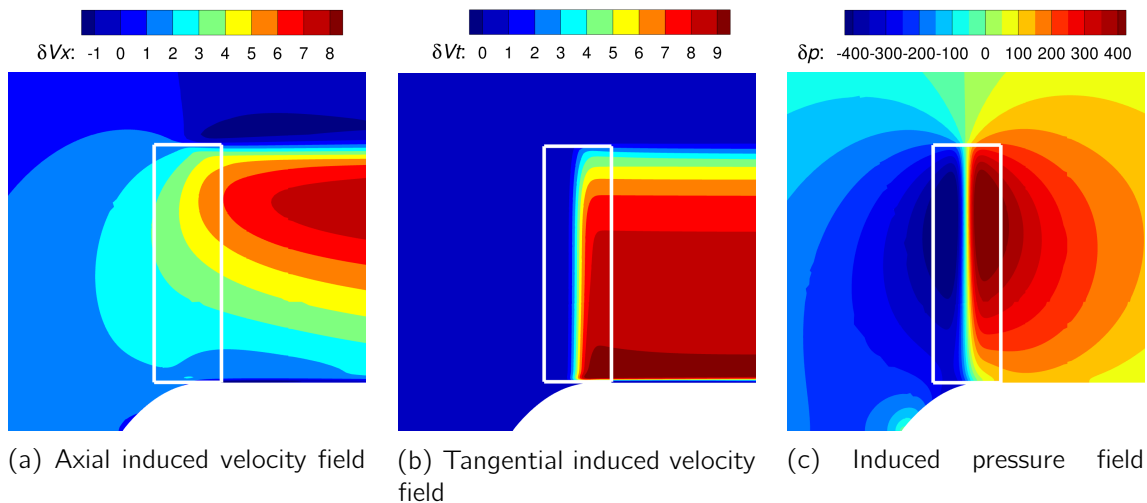 δVx: -1 0 1 2 3 4 5 6 7 8
δVt: 0 1 2 3 4 5 6 7 8 9
δp: -400-300-200-100 0 100 200 300 400
(a) Axial induced velocity field
(b) Tangential induced velocity
field
(c) Induced pressure field